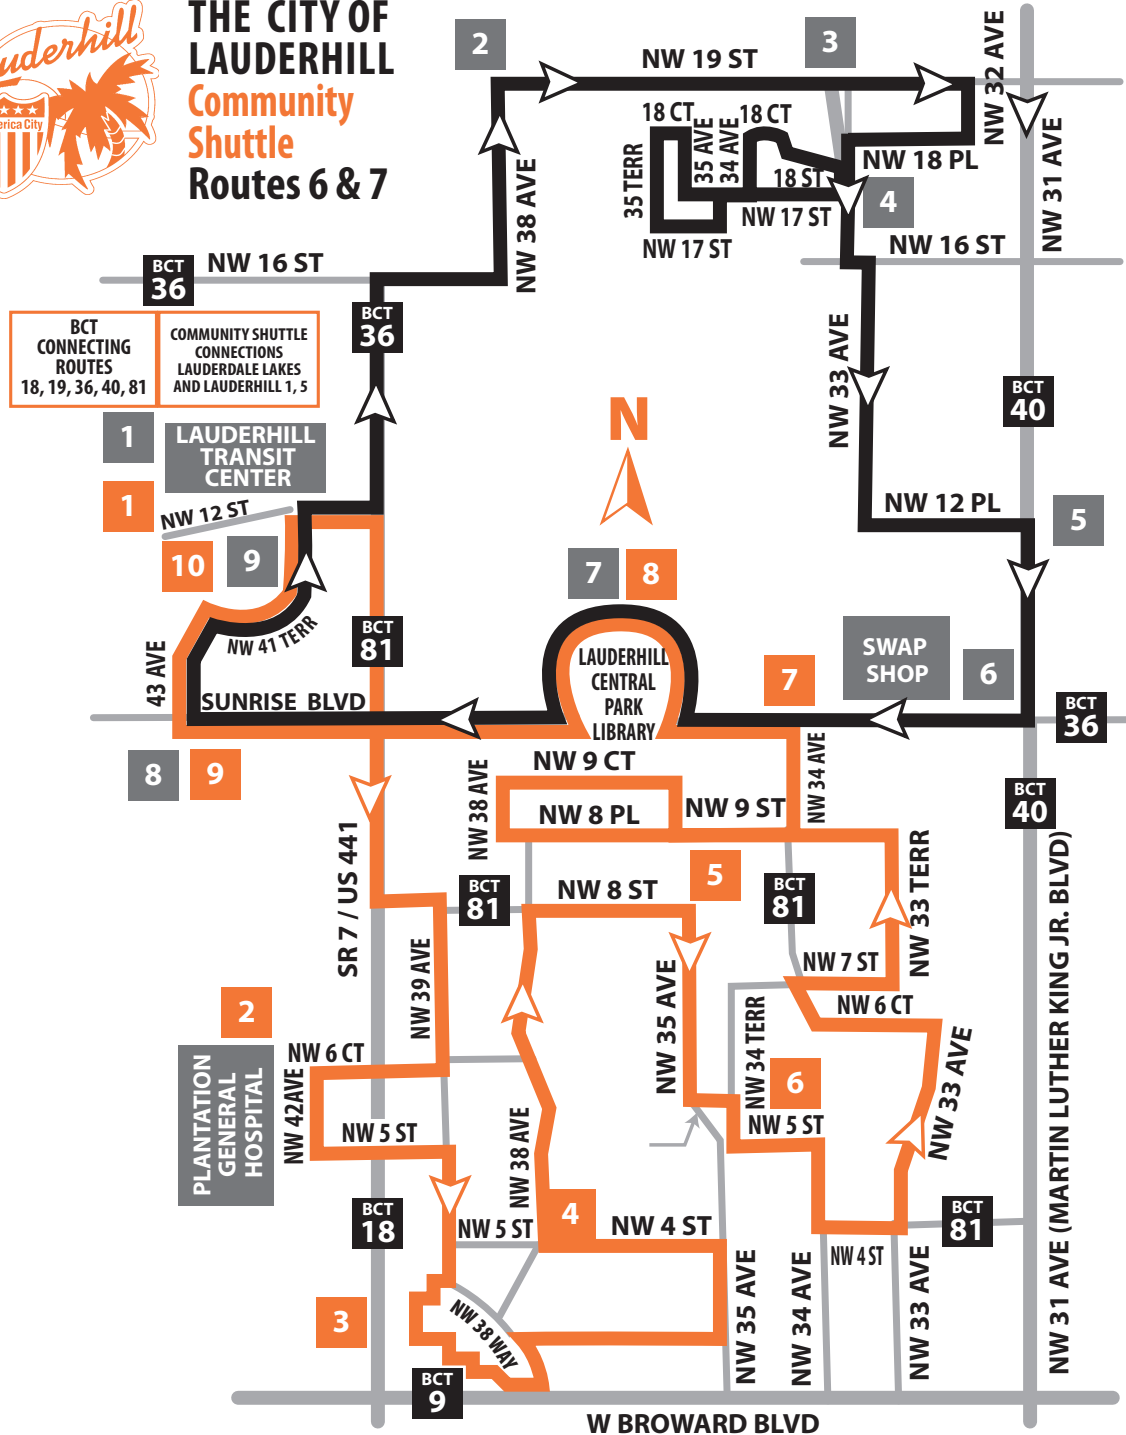 THE CITY OF
LAUDERHILL
Community
Shuttle
Routes 6 & 7
2
3
NW 19 ST
NW 32 AVE
18 CT
18 CT
35 AVE
34 AVE
35 TERR
18 ST
NW 18 PL
NW 31 AVE
NW 38 AVE
NW 17 ST
NW 17 ST
4
NW 16 ST
BCT
36
NW 16 ST
BCT
36
BCT
CONNECTING
ROUTES
18, 19, 36, 40, 81
COMMUNITY SHUTTLE
CONNECTIONS
LAUDERDALE LAKES
AND LAUDERHILL 1, 5
NW 33 AVE
BCT
40
N
1
LAUDERHILL
TRANSIT
CENTER
1
NW 12 ST
NW 12 PL
5
10
9
7
8
NW 41 TERR
BCT
81
43 AVE
SUNRISE BLVD
LAUDERHILL
CENTRAL
PARK
LIBRARY
7
SWAP
SHOP
6
BCT
36
8
9
NW 38 AVE
NW 9 CT
NW 8 PL
NW 9 ST
NW 34 AVE
BCT
40
SR 7 / US 441
BCT
81
NW 8 ST
5
BCT
81
NW 33 TERR
NW 39 AVE
NW 35 AVE
NW 7 ST
NW 6 CT
NW 34 TERR
2
PLANTATION
GENERAL
HOSPITAL
NW 6 CT
NW 42AVE
NW 5 ST
6
NW 5 ST
NW 33 AVE
NW 31 AVE (MARTIN LUTHER KING JR. BLVD)
NW 38 AVE
BCT
18
NW 5 ST
4
NW 4 ST
BCT
81
NW 4 ST
3
NW 38 WAY
NW 35 AVE
NW 34 AVE
NW 33 AVE
BCT
9
W BROWARD BLVD